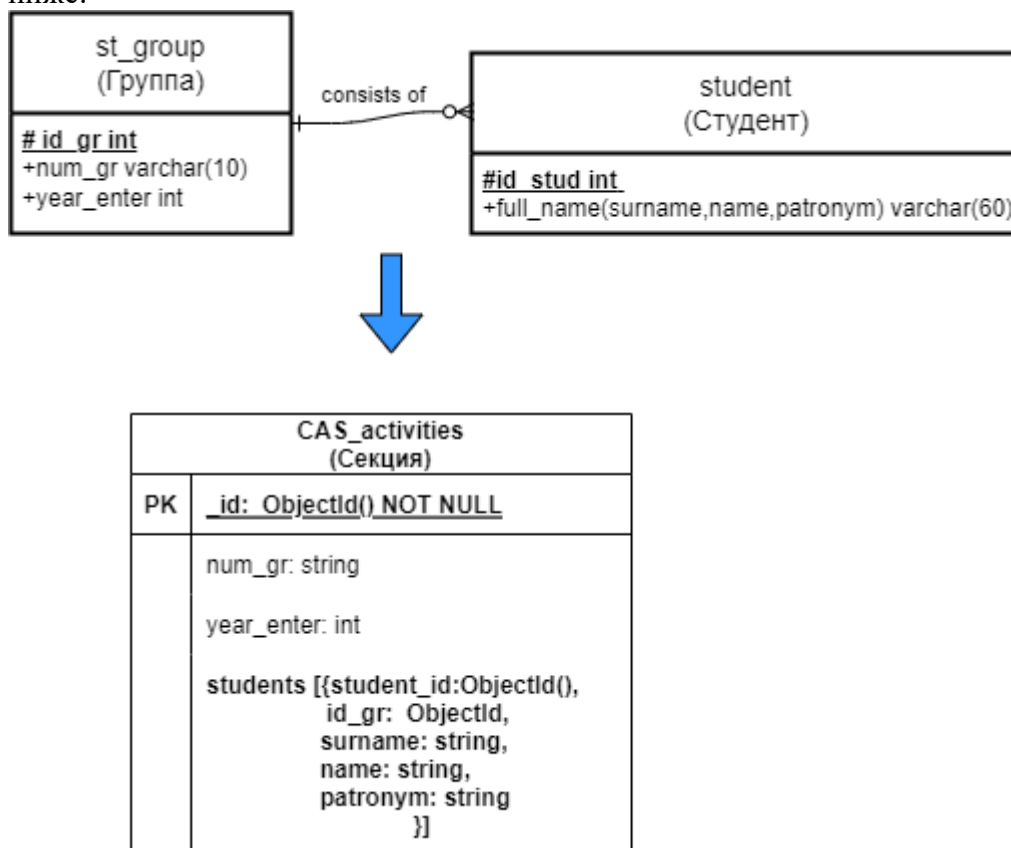 st_group
(Группа)
# id_gr int
+num_gr varchar(10)
+year_enter int
consists of
student
(Студент)
#id_stud int
+full_name(surname,name,patronym) varchar(60)
CAS_activities
(Секция)
PK _id: ObjectId() NOT NULL
num_gr: string
year_enter: int
students [{student_id:ObjectId(),
id_gr: ObjectId,
surname: string,
name: string,
patronym: string
}]